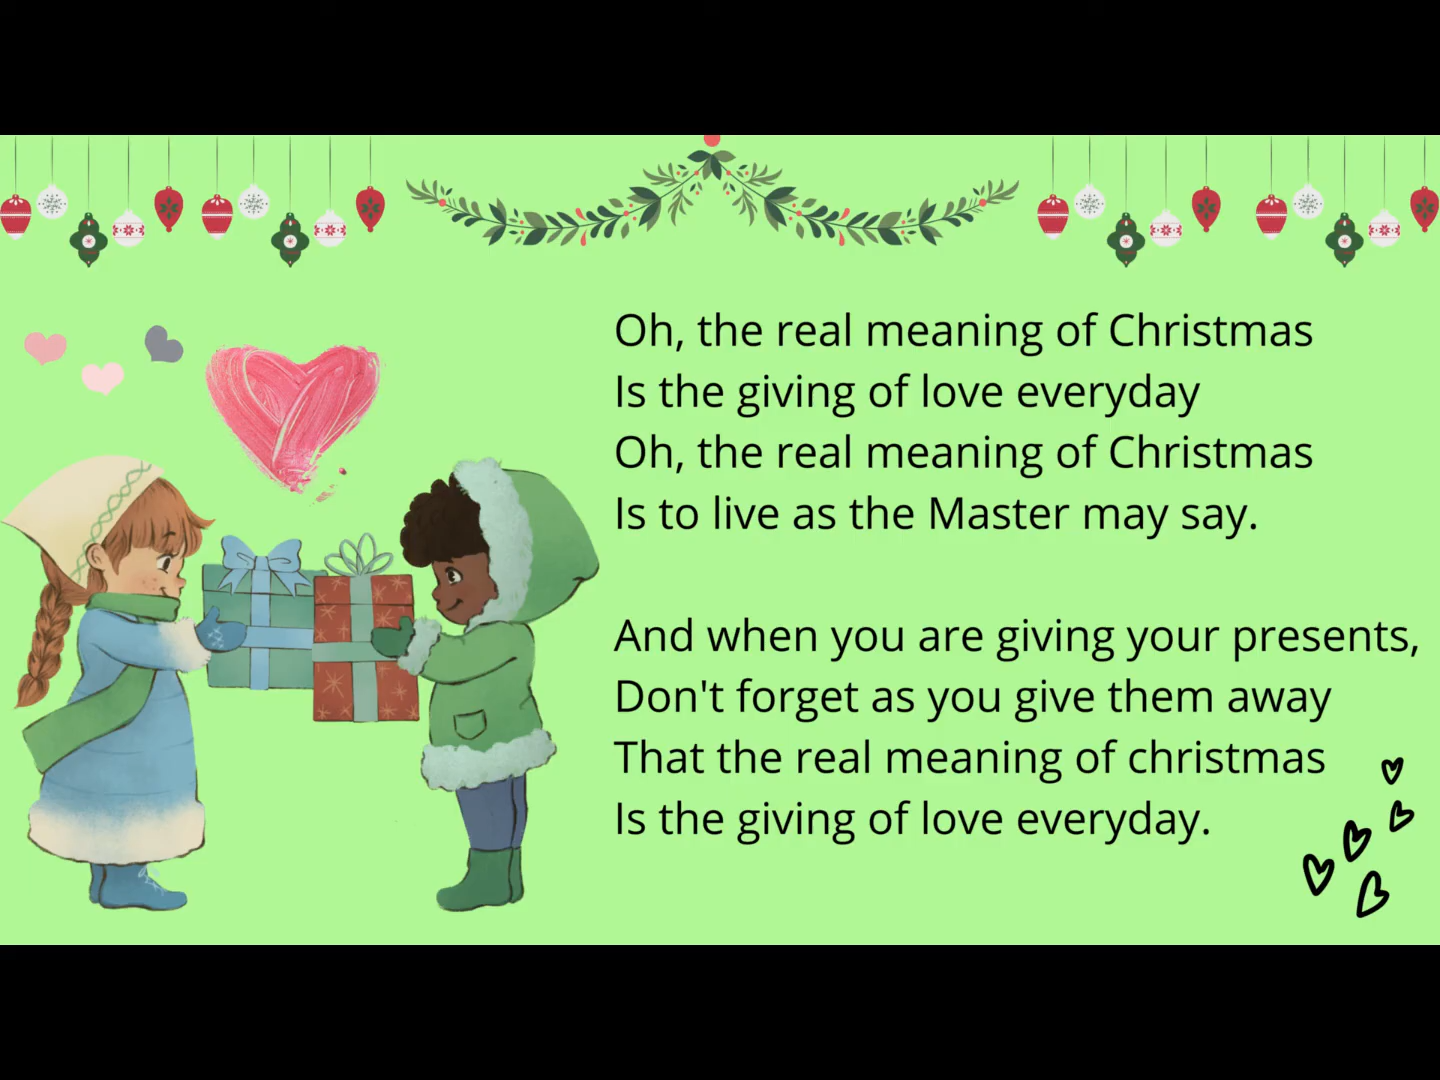 Oh, the real meaning of Christmas
Is the giving of love everyday
Oh, the real meaning of Christmas
Is to live as the Master may say.
And when you are giving your presents,
Don't forget as you give them away
That the real meaning of christmas
Is the giving of love everyday.